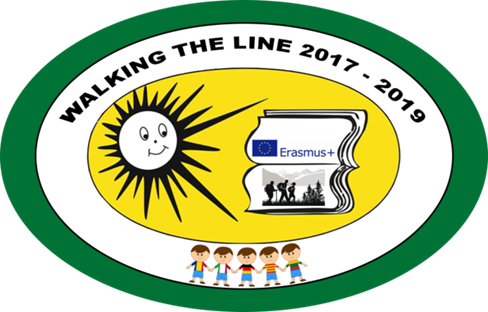 WALKING THE LINE 2017 - 2019
Erasmus+